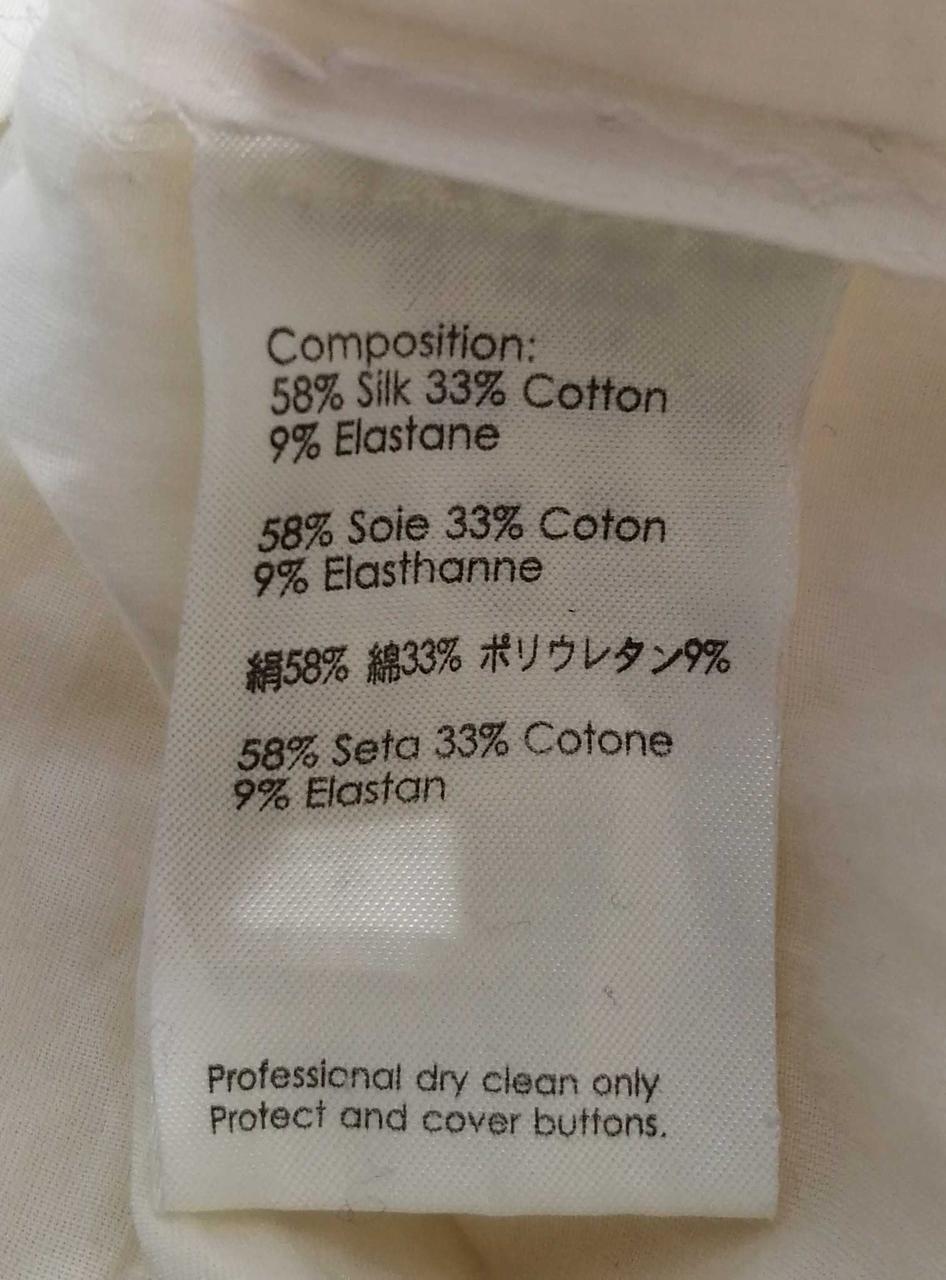 Composition:
58% Silk 33% Cotton
9% Elastane
58% Soie 33% Coton
9% Elasthanne
絹58% 綿33% ポリウレタン9%
58% Seta 33% Cotone
9% Elastan
Professional dry clean only
Protect and cover buttons.